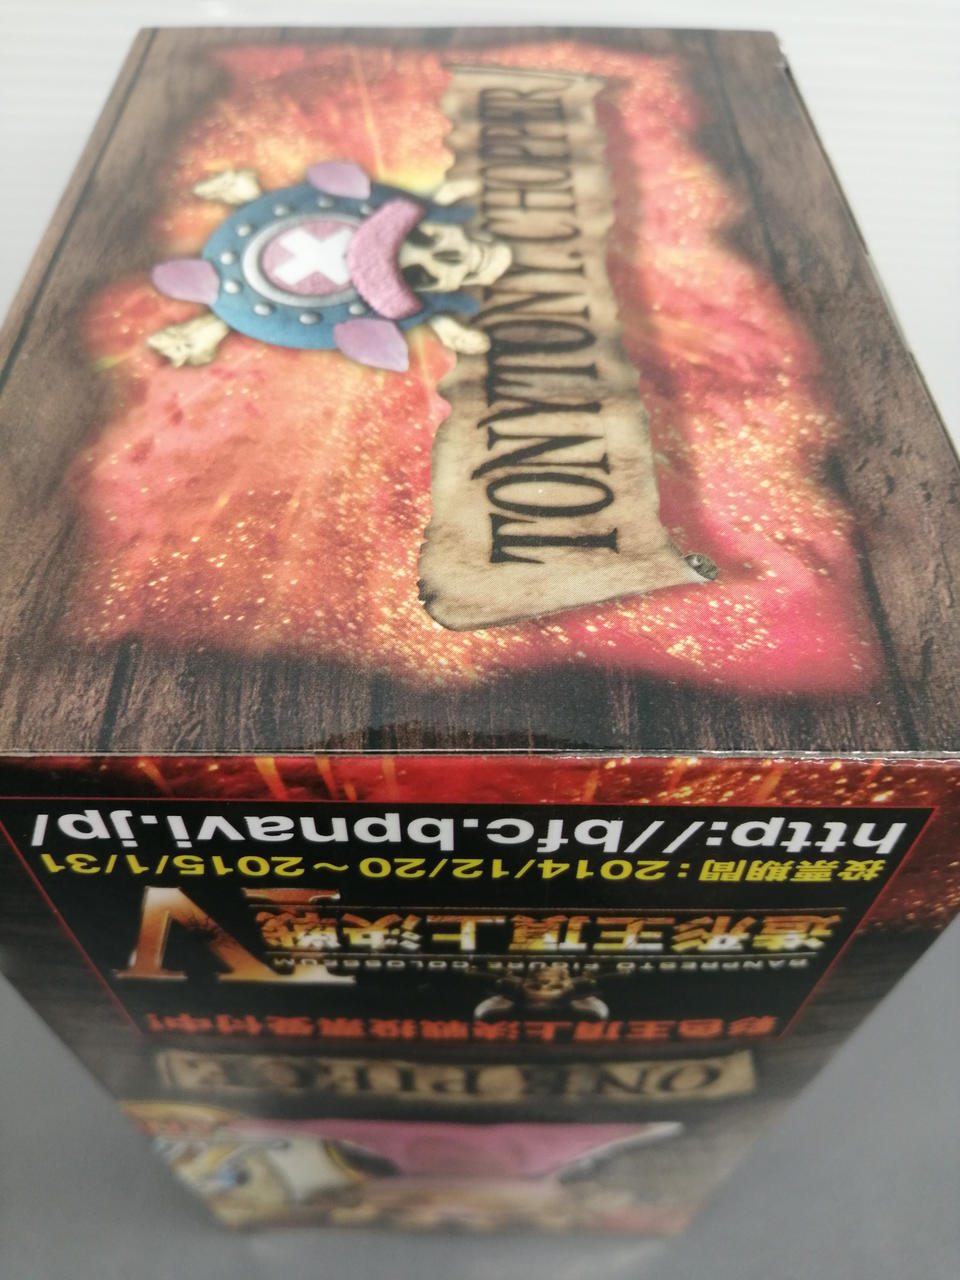 TONYTONY.CHOPPER
http://bfc.bpnavi.jp/
投票期間：2014/12/20～2015/1/31
造形王頂上決戦 V
BANPRESTO FIGURE COLOSSEUM
彩色王頂上決戦投票受付中!
ONE PIECE